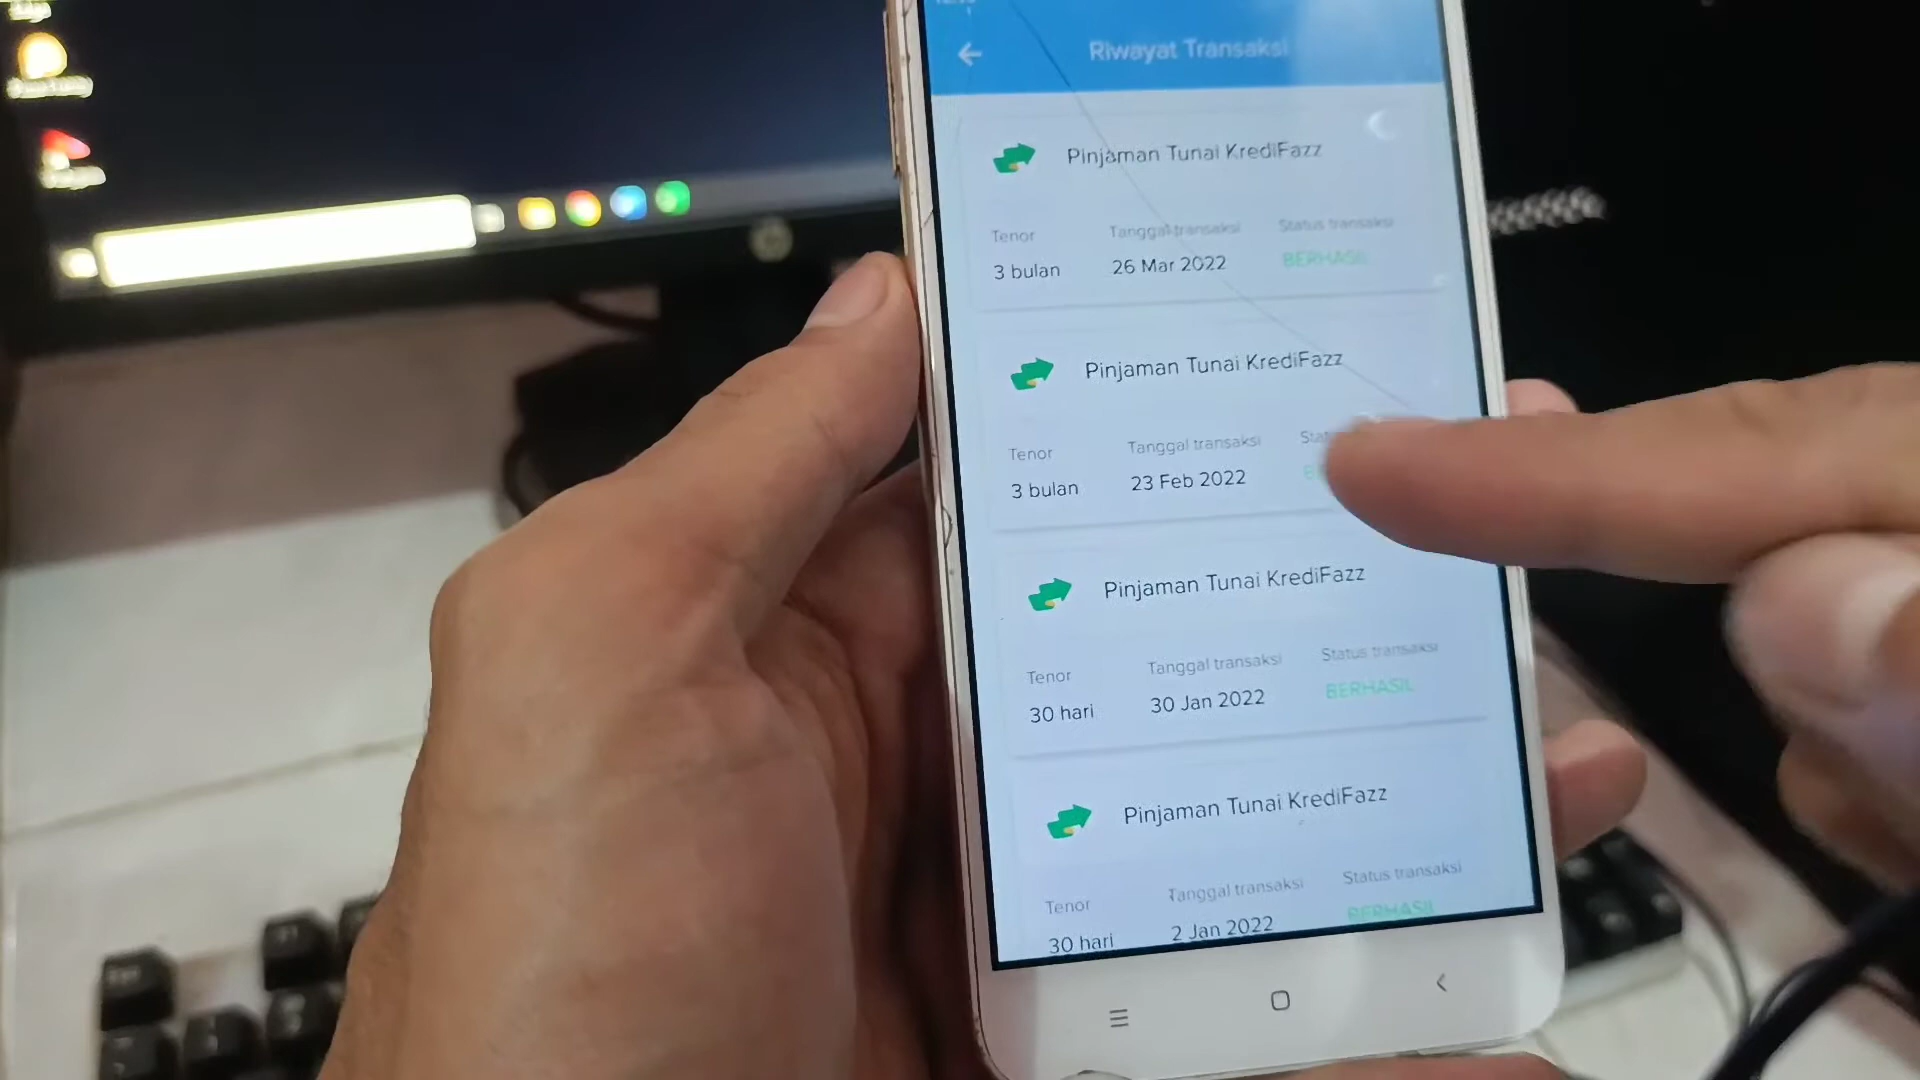 Riwayat Transaksi
Pinjaman Tunai KrediFazz
Tenor Tanggal transaksi Status transaksi
3 bulan 26 Mar 2022 BERHASIL
Pinjaman Tunai KrediFazz
Tenor Tanggal transaksi
3 bulan 23 Feb 2022
Pinjaman Tunai KrediFazz
Tenor Tanggal transaksi Status transaksi
30 hari 30 Jan 2022 BERHASIL
Pinjaman Tunai KrediFazz
Tenor Tanggal transaksi Status transaksi
30 hari 2 Jan 2022 BERHASIL